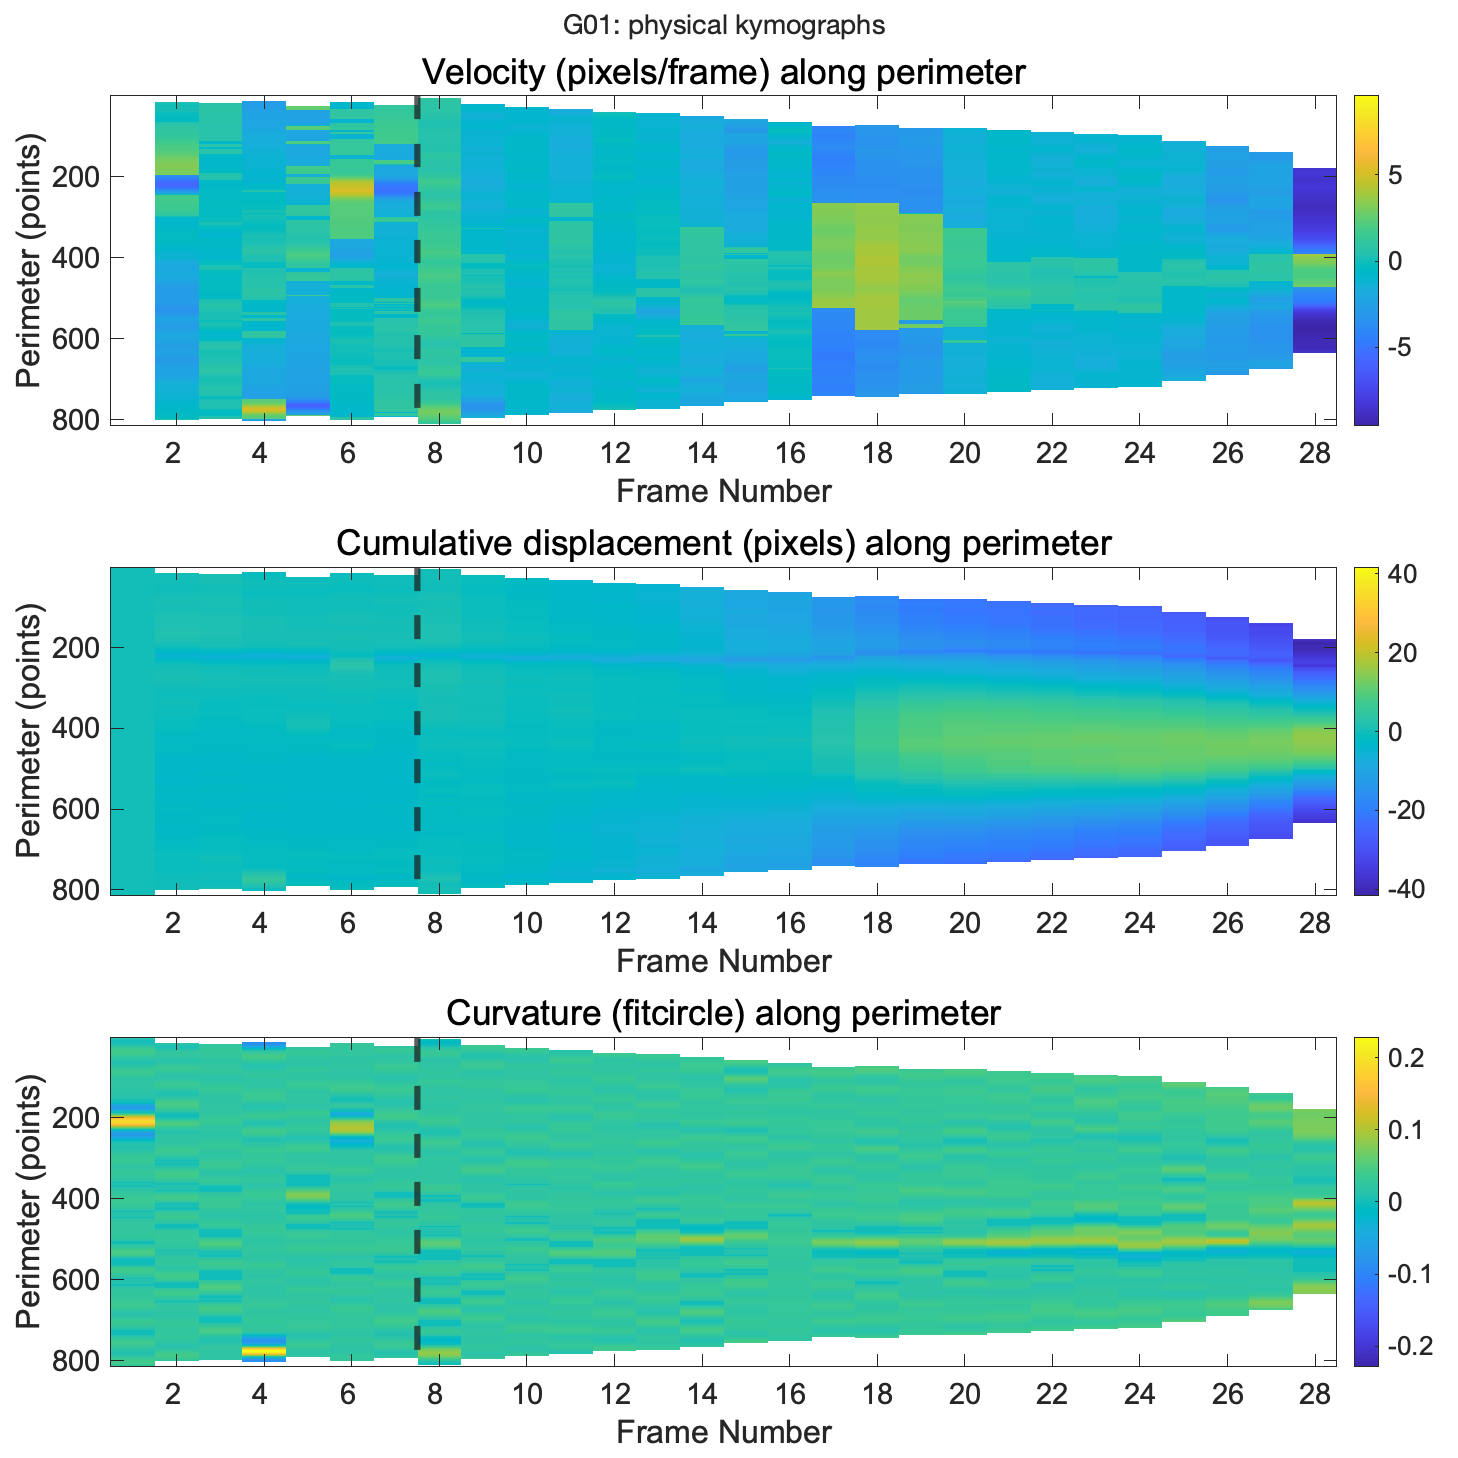 G01: physical kymographs
Velocity (pixels/frame) along perimeter
Perimeter (points)
200
400
600
800
2 4 6 8 10 12 14 16 18 20 22 24 26 28
Frame Number
5
0
-5
Cumulative displacement (pixels) along perimeter
Perimeter (points)
200
400
600
800
2 4 6 8 10 12 14 16 18 20 22 24 26 28
Frame Number
40
20
0
-20
-40
Curvature (fitcircle) along perimeter
Perimeter (points)
200
400
600
800
2 4 6 8 10 12 14 16 18 20 22 24 26 28
Frame Number
0.2
0.1
0
-0.1
-0.2